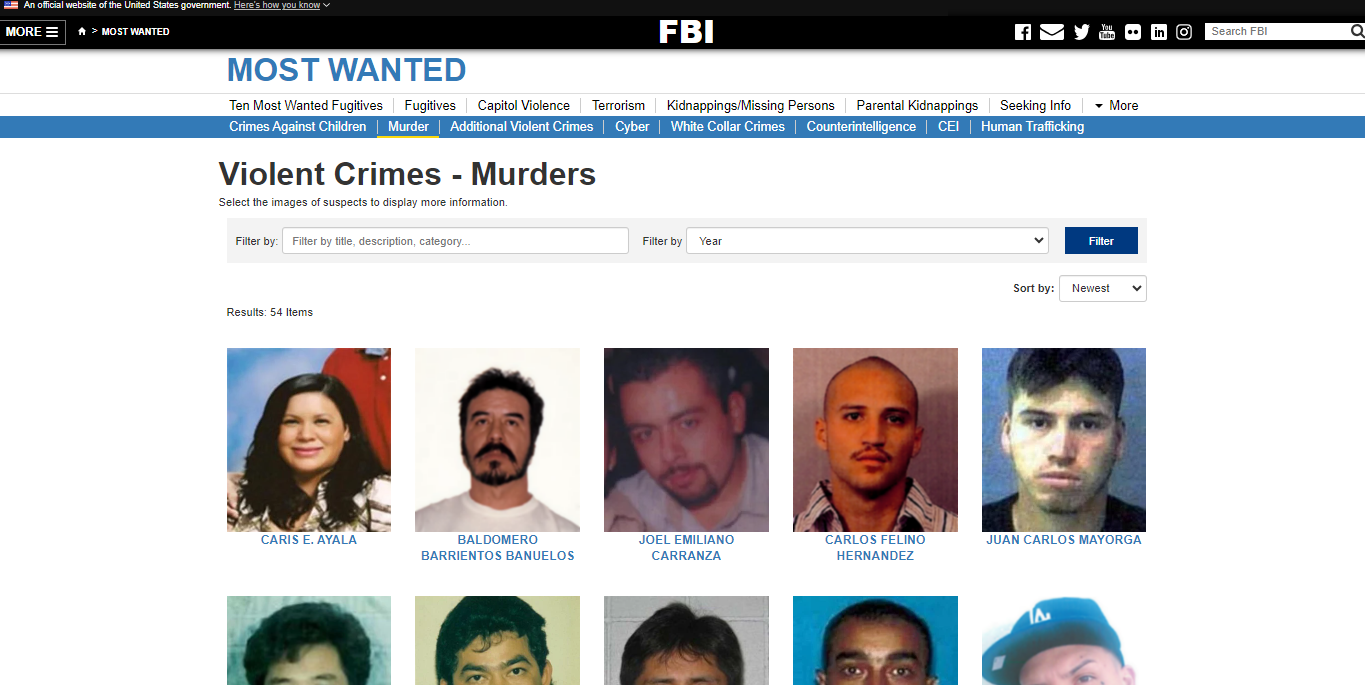 An official website of the United States government. Here's how you know
MORE
> MOST WANTED
FBI
You
Tube
in
Search FBI
MOST WANTED
Ten Most Wanted Fugitives
Fugitives
Capitol Violence
Terrorism
Kidnappings/Missing Persons
Parental Kidnappings
Seeking Info
More
Crimes Against Children
Murder
Additional Violent Crimes
Cyber
White Collar Crimes
Counterintelligence
CEI
Human Trafficking
Violent Crimes - Murders
Select the images of suspects to display more information.
Filter by:
Filter by title, description, category...
Filter by
Year
Filter
Sort by:
Newest
Results: 54 Items
CARIS E. AYALA
BALDOMERO
BARRIENTOS BANUELOS
JOEL EMILIANO
CARRANZA
CARLOS FELINO
HERNANDEZ
JUAN CARLOS MAYORGA
LA